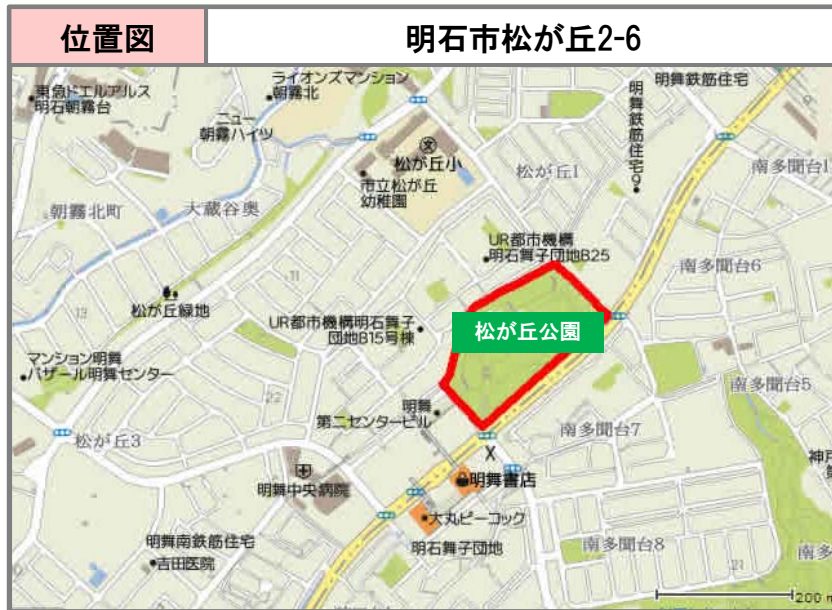 位置図
明石市松が丘2-6
東急ドエルアルス
明石朝霧台
ライオンズマンション
朝霧北
ニュー
朝霧ハイツ
明舞鉄筋住宅
明舞鉄筋住宅9
文
松が丘小
市立松が丘
幼稚園
松が丘1
南多聞台1
朝霧北町
大蔵谷奥
UR都市機構
明石舞子団地B25
南多聞台6
11
13
松が丘緑地
UR都市機構明石舞子
団地B15号棟
松が丘公園
マンション明舞
バザール明舞センター
22
明舞
第二センタービル
南多聞台5
松が丘3
南多聞台7
X
神戸
明舞中央病院
明舞書店
大丸ピーコック
明舞南鉄筋住宅
吉田医院
明石舞子団地
南多聞台8
南多
21
200 m